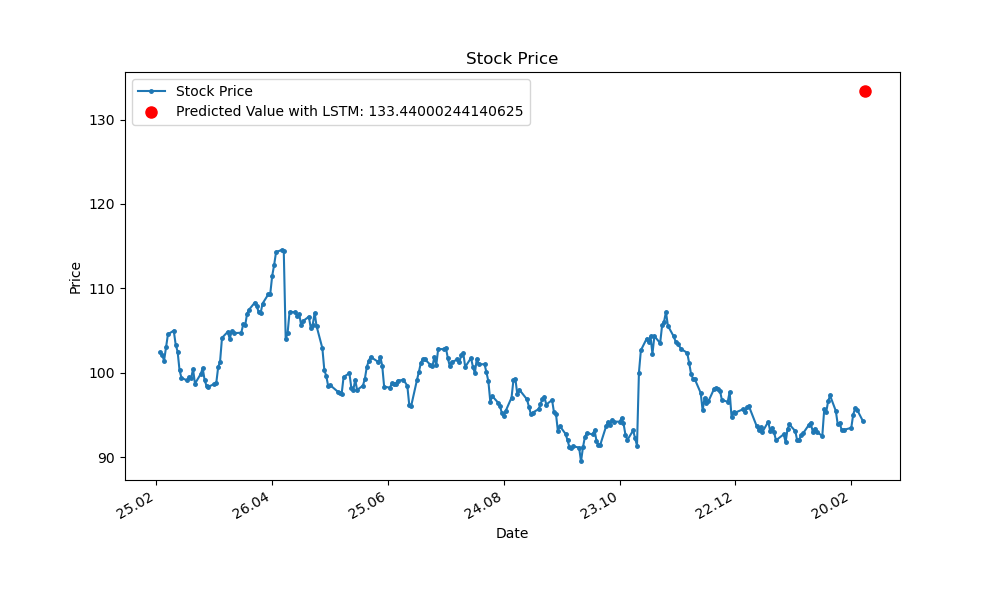 Stock Price
Stock Price
Predicted Value with LSTM: 133.44000244140625
130
120
110
100
90
Price
25.02
26.04
25.06
24.08
23.10
22.12
20.02
Date